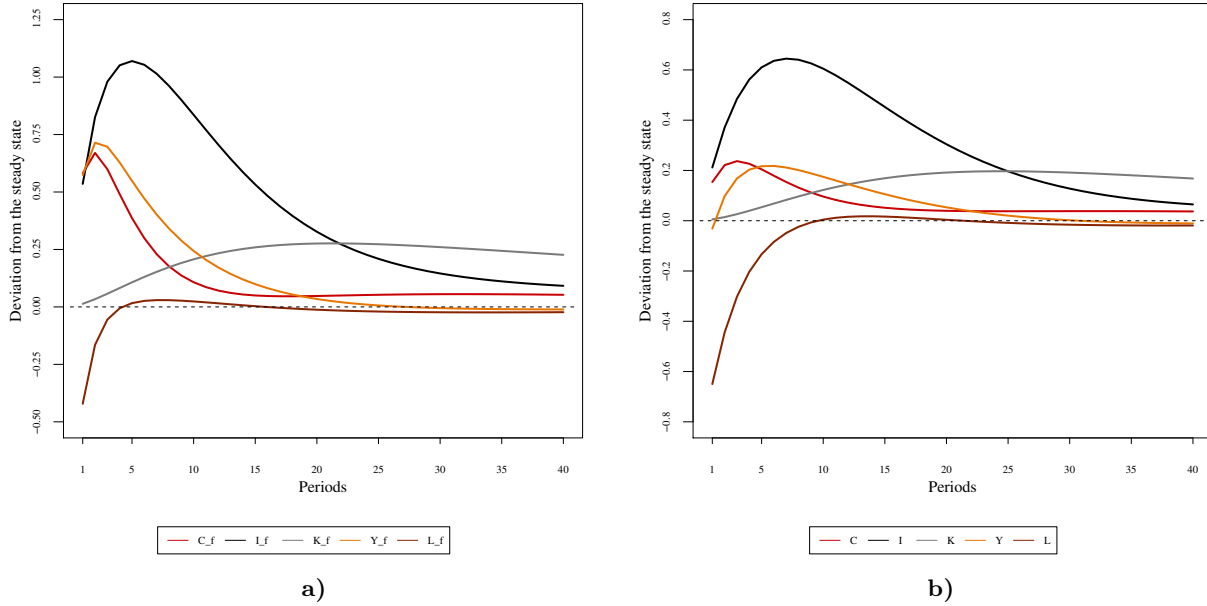 Deviation from the steady state
1.25
1.00
0.75
0.50
0.25
0.00
−0.25
−0.50
1 5 10 15 20 25 30 35 40
Periods
C_f I_f K_f Y_f L_f
a)
Deviation from the steady state
0.8
0.6
0.4
0.2
0.0
−0.2
−0.4
−0.6
−0.8
1 5 10 15 20 25 30 35 40
Periods
C I K Y L
b)